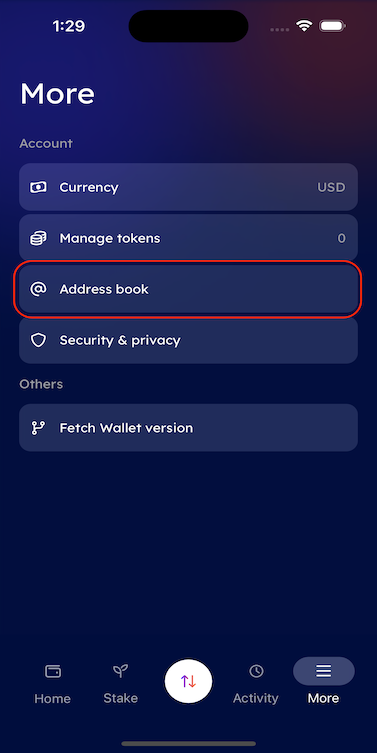 1:29
More
Account
Currency USD
Manage tokens 0
Address book
Security & privacy
Others
Fetch Wallet version
Home Stake Activity More